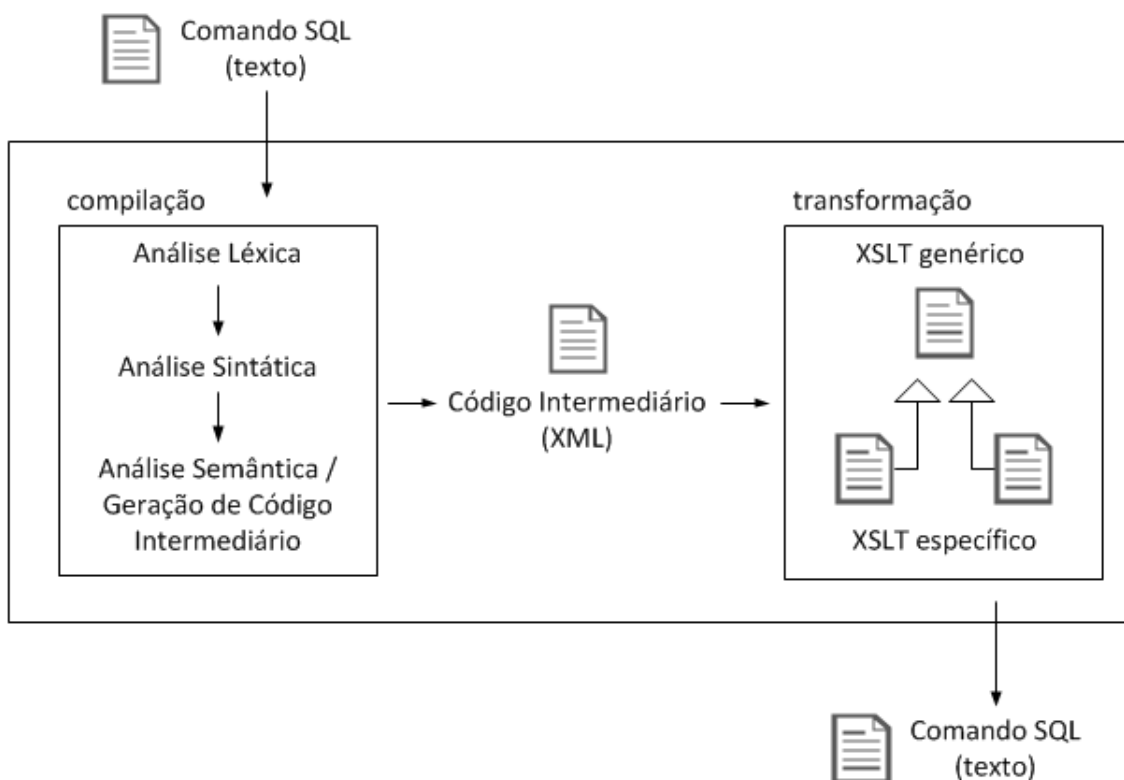 Comando SQL
(texto)
compilação
Análise Léxica
Análise Sintática
Análise Semântica /
Geração de Código
Intermediário
Código Intermediário
(XML)
transformação
XSLT genérico
XSLT específico
Comando SQL
(texto)